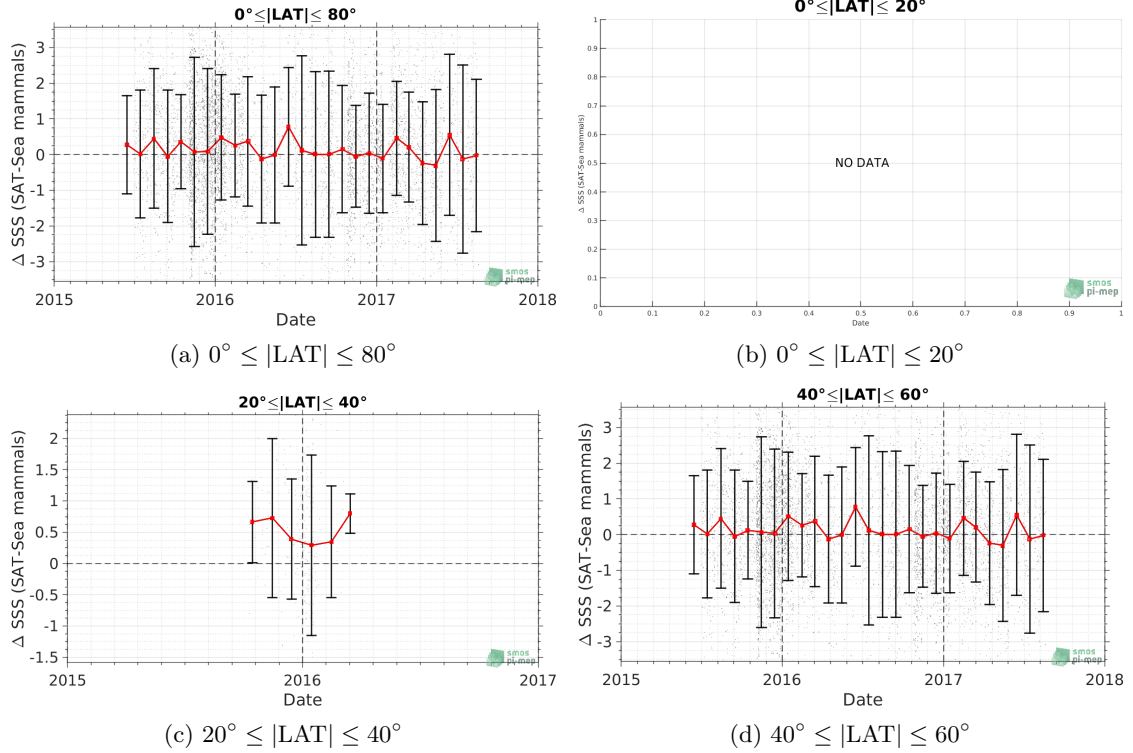 0°≤|LAT|≤ 80°
3
2
1
0
-1
-2
-3
Δ SSS (SAT-Sea mammals)
2015
2016
2017
2018
Date
smos
pi-mep
(a) 0° ≤ |LAT| ≤ 80°
0°≤|LAT|≤ 20°
1
0.9
0.8
0.7
0.6
0.5
0.4
0.3
0.2
0.1
0
Δ SSS (SAT-Sea mammals)
NO DATA
0
0.1
0.2
0.3
0.4
0.5
0.6
0.7
0.8
0.9
1
Date
smos
pi-mep
(b) 0° ≤ |LAT| ≤ 20°
20°≤|LAT|≤ 40°
2
1.5
1
0.5
0
-0.5
-1
-1.5
Δ SSS (SAT-Sea mammals)
2015
2016
2017
Date
smos
pi-mep
(c) 20° ≤ |LAT| ≤ 40°
40°≤|LAT|≤ 60°
3
2
1
0
-1
-2
-3
Δ SSS (SAT-Sea mammals)
2015
2016
2017
2018
Date
smos
pi-mep
(d) 40° ≤ |LAT| ≤ 60°